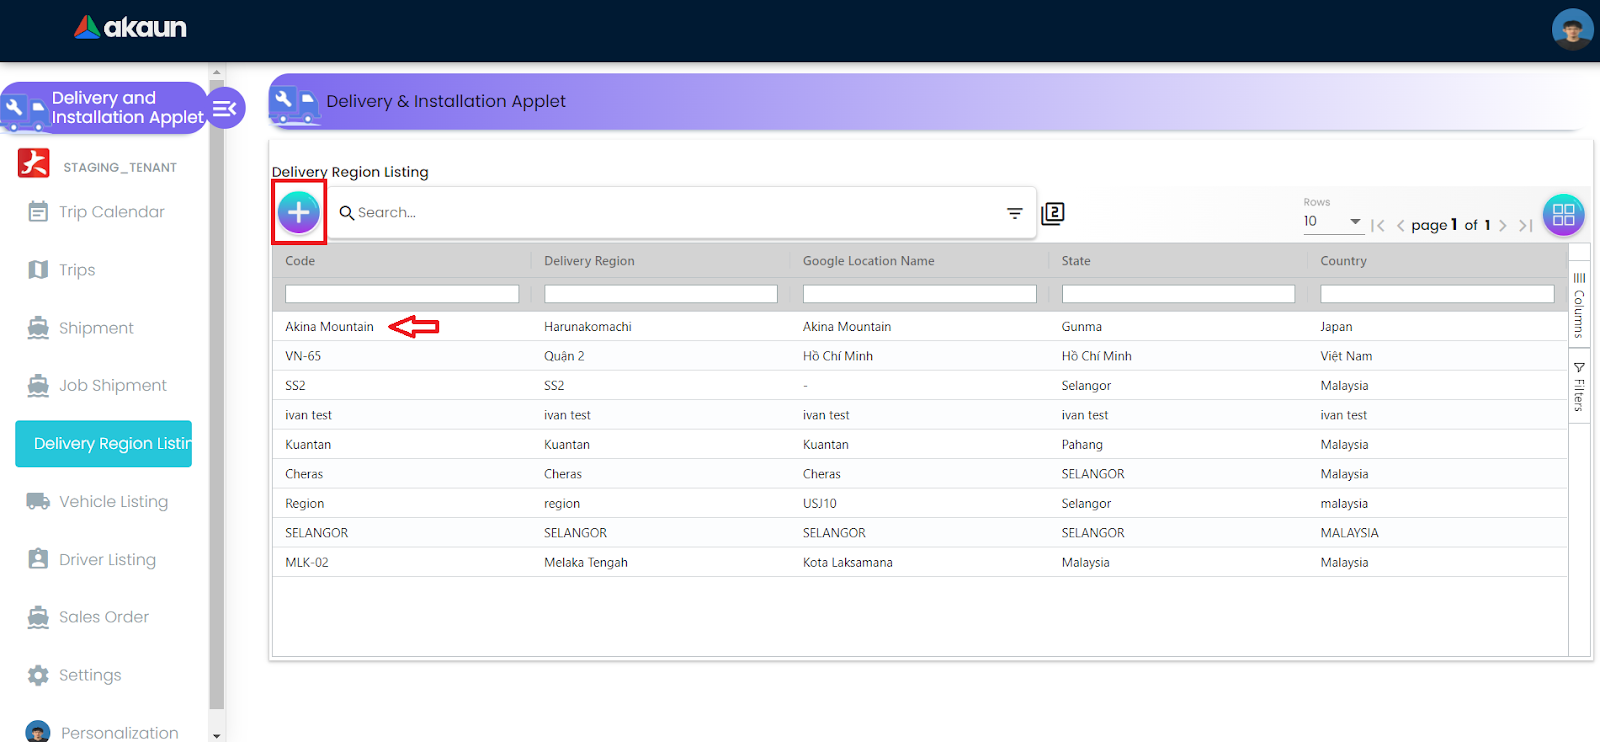 akaun
Delivery and
Installation Applet
Delivery & Installation Applet
STAGING_TENANT
Trip Calendar
Trips
Shipment
Job Shipment
Delivery Region Listin
Vehicle Listing
Driver Listing
Sales Order
Settings
Personalization
Delivery Region Listing
Search...
2
Rows
10
page 1 of 1
Code Delivery Region Google Location Name State Country
Akina Mountain Harunakomachi Akina Mountain Gunma Japan
VN-65 Quận 2 Hồ Chí Minh Hồ Chí Minh Việt Nam
SS2 SS2 - Selangor Malaysia
ivan test ivan test ivan test ivan test ivan test
Kuantan Kuantan Kuantan Pahang Malaysia
Cheras Cheras Cheras SELANGOR Malaysia
Region region USJ10 Selangor malaysia
SELANGOR SELANGOR SELANGOR SELANGOR MALAYSIA
MLK-02 Melaka Tengah Kota Laksamana Malaysia Malaysia
Columns
Filters